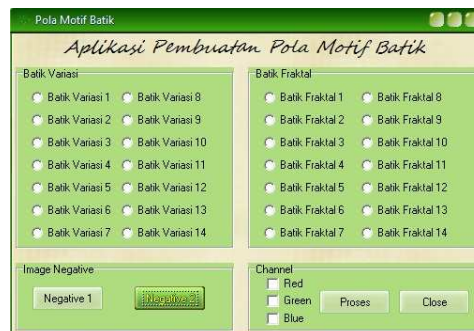 Pola Motif Batik
Aplikasi Pembuatan Pola Motif Batik
Batik Variasi
Batik Variasi 1 Batik Variasi 8
Batik Variasi 2 Batik Variasi 9
Batik Variasi 3 Batik Variasi 10
Batik Variasi 4 Batik Variasi 11
Batik Variasi 5 Batik Variasi 12
Batik Variasi 6 Batik Variasi 13
Batik Variasi 7 Batik Variasi 14
Batik Fraktal
Batik Fraktal 1 Batik Fraktal 8
Batik Fraktal 2 Batik Fraktal 9
Batik Fraktal 3 Batik Fraktal 10
Batik Fraktal 4 Batik Fraktal 11
Batik Fraktal 5 Batik Fraktal 12
Batik Fraktal 6 Batik Fraktal 13
Batik Fraktal 7 Batik Fraktal 14
Image Negative
Negative 1 Negative 2
Channel
Red
Green
Blue
Proses Close